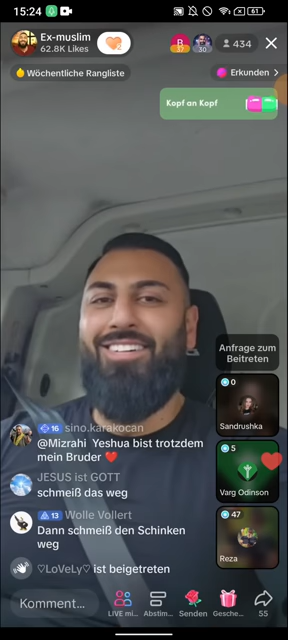 15:24
61
Ex-muslim
62.8K Likes
37
30
434
Wöchentliche Rangliste
Erkunden
Kopf an Kopf
Anfrage zum
Beitreten
0
Sandrushka
5
Varg Odinson
47
Reza
16 sino.karakocan
@Mizrahi Yeshua bist trotzdem
mein Bruder ❤️
JESUS ist GOTT
schmeiß das weg
13 Wolle Vollert
Dann schmeiß den Schinken
weg
♡LoVeLy♡ ist beigetreten
Komment...
LIVE mi...
Abstim...
Senden
Gesche...
55